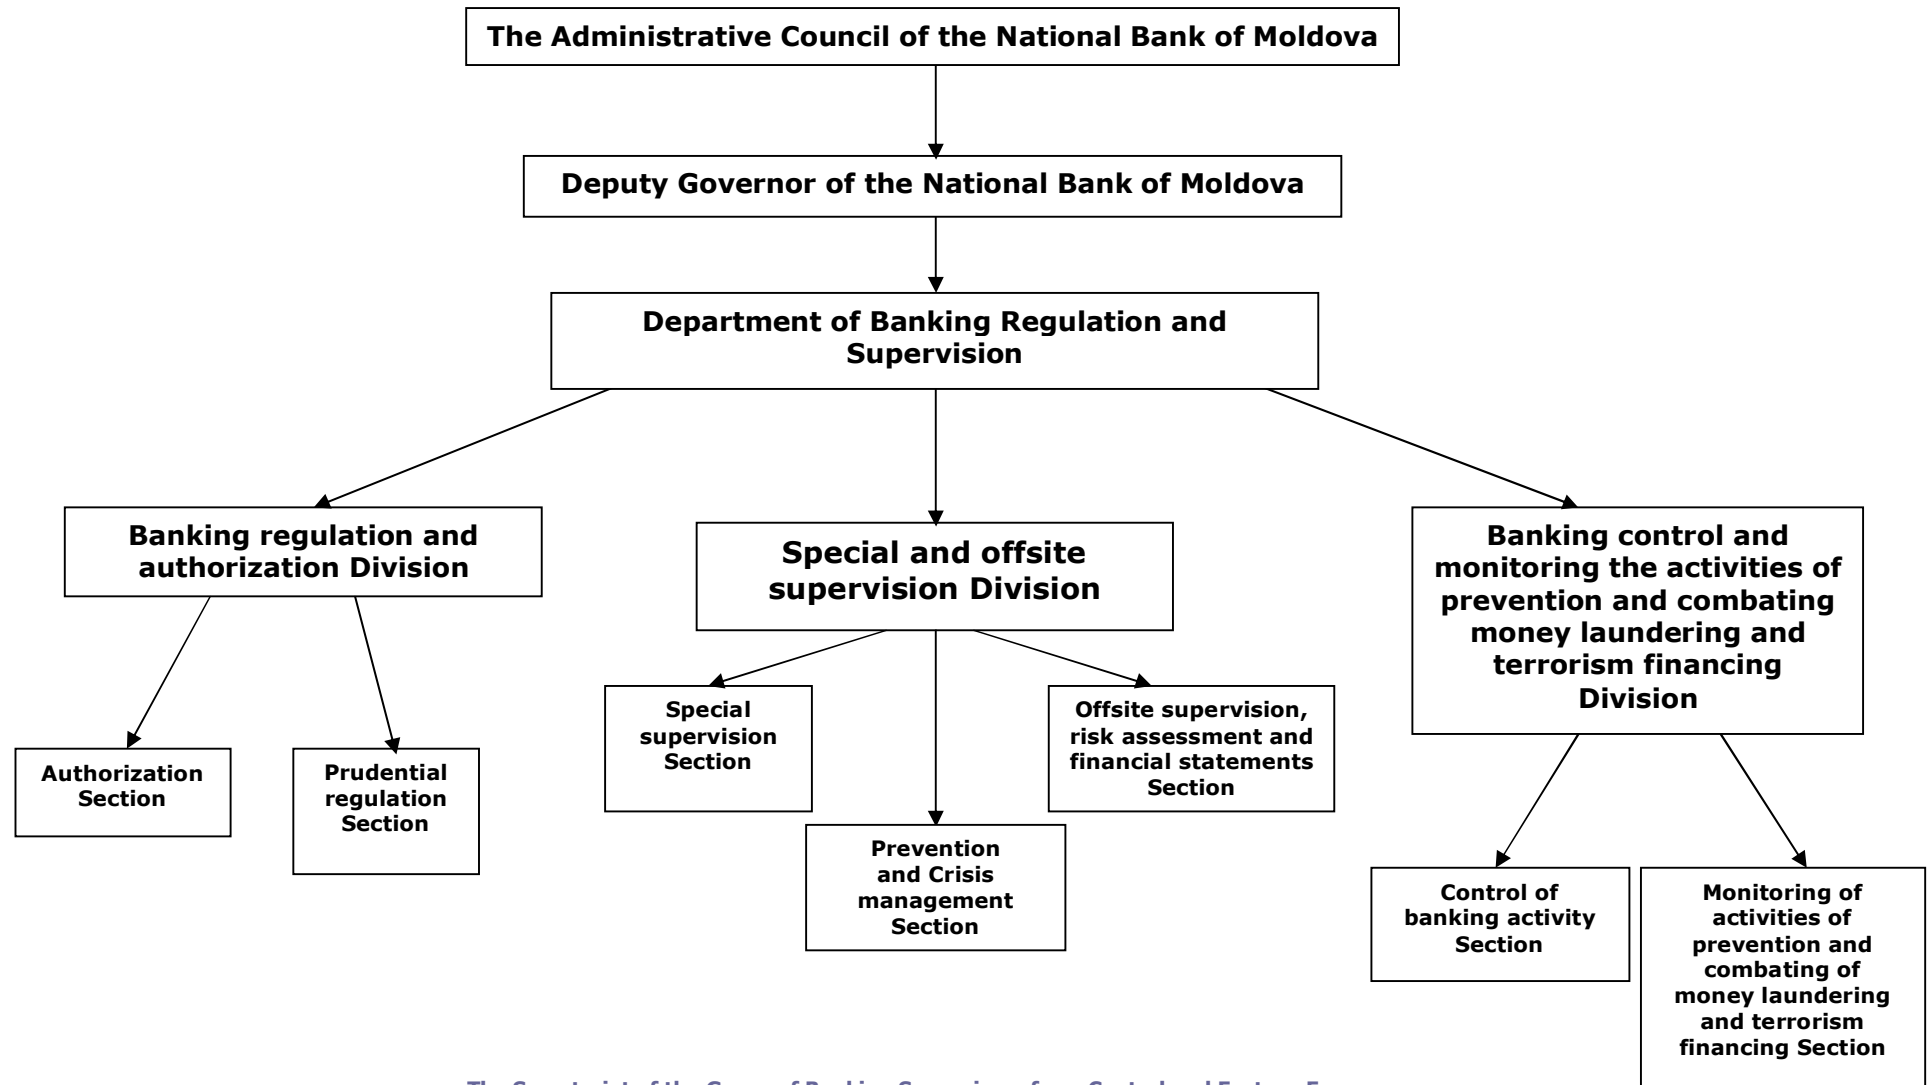 The Administrative Council of the National Bank of Moldova
Deputy Governor of the National Bank of Moldova
Department of Banking Regulation and
Supervision
Banking regulation and
authorization Division
Special and offsite
supervision Division
Banking control and
monitoring the activities of
prevention and combating
money laundering and
terrorism financing
Division
Authorization
Section
Prudential
regulation
Section
Special
supervision
Section
Prevention
and Crisis
management
Section
Offsite supervision,
risk assessment and
financial statements
Section
Control of
banking activity
Section
Monitoring of
activities of
prevention and
combating of
money laundering
and terrorism
financing Section